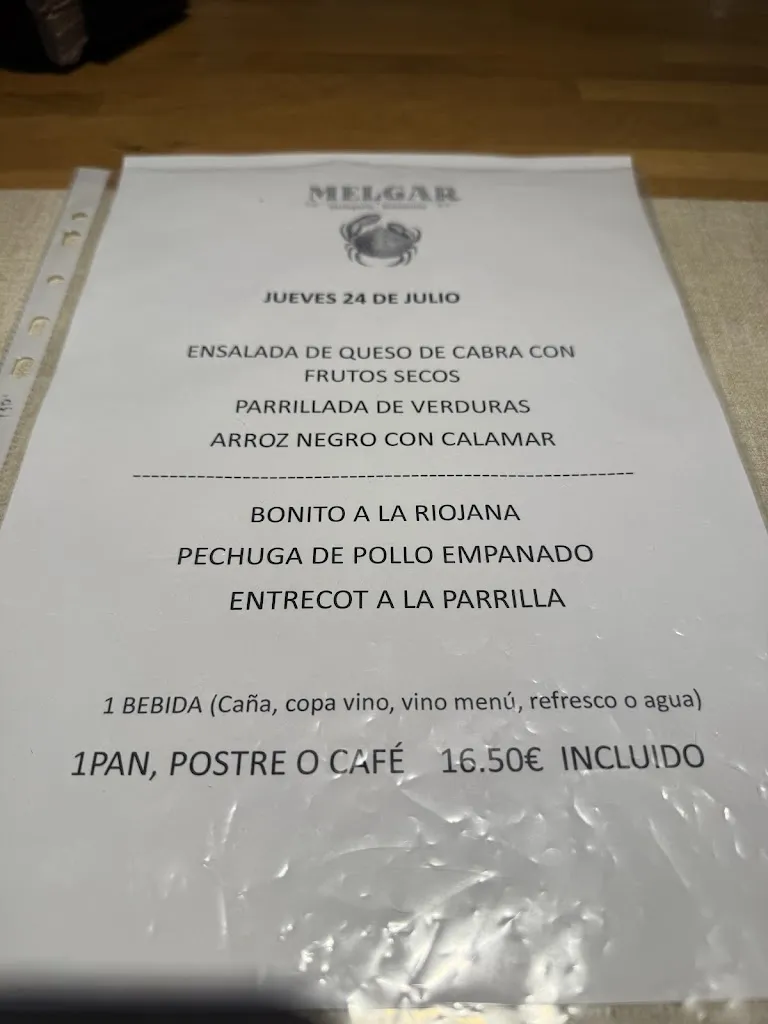 MELGAR
JUEVES 24 DE JULIO
ENSALADA DE QUESO DE CABRA CON
FRUTOS SECOS
PARRILLADA DE VERDURAS
ARROZ NEGRO CON CALAMAR
------------------------------------------------------
BONITO A LA RIOJANA
PECHUGA DE POLLO EMPANADO
ENTRECOT A LA PARRILLA
1 BEBIDA (Caña, copa vino, vino menú, refresco o agua)
1PAN, POSTRE O CAFÉ 16.50€ INCLUIDO